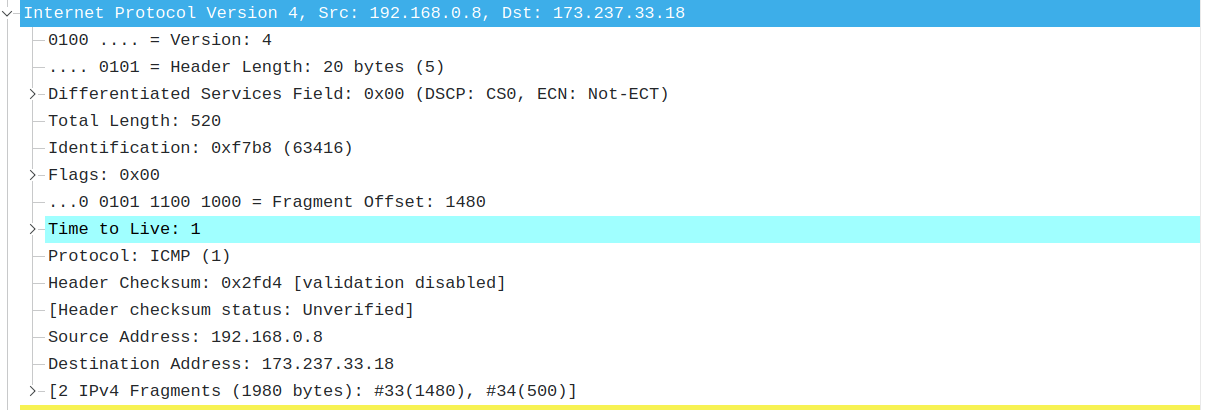 Internet Protocol Version 4, Src: 192.168.0.8, Dst: 173.237.33.18
0100 .... = Version: 4
.... 0101 = Header Length: 20 bytes (5)
Differentiated Services Field: 0x00 (DSCP: CS0, ECN: Not-ECT)
Total Length: 520
Identification: 0xf7b8 (63416)
Flags: 0x00
...0 0101 1100 1000 = Fragment Offset: 1480
Time to Live: 1
Protocol: ICMP (1)
Header Checksum: 0x2fd4 [validation disabled]
[Header checksum status: Unverified]
Source Address: 192.168.0.8
Destination Address: 173.237.33.18
[2 IPv4 Fragments (1980 bytes): #33(1480), #34(500)]